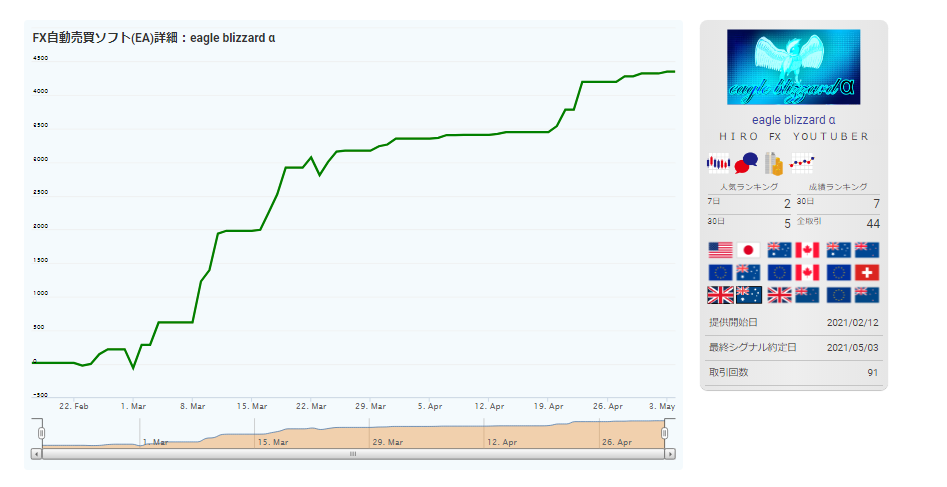 FX自動売買ソフト(EA)詳細：eagle blizzard α
4500
4000
3500
3000
2500
2000
1500
1000
500
0
-500
22. Feb 1. Mar 8. Mar 15. Mar 22. Mar 29. Mar 5. Apr 12. Apr 19. Apr 26. Apr 3. May
1. Mar 15. Mar 29. Mar 12. Apr 26. Apr
eagle blizzard α
eagle blizzard α
ＨＩＲＯ　FX　ＹＯＵＴＵＢＥＲ
人気ランキング 成績ランキング
7日 2 30日 7
30日 5 全取引 44
提供開始日 2021/02/12
最終シグナル約定日 2021/05/03
取引回数 91